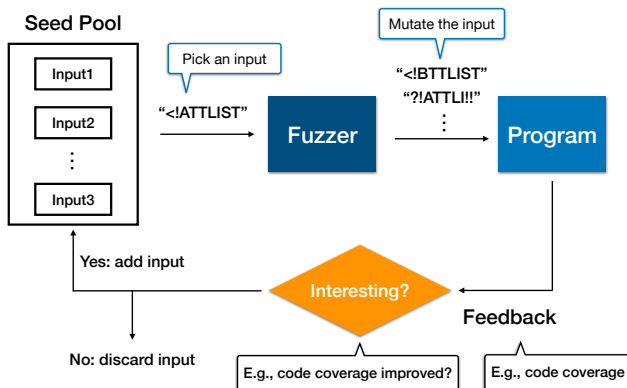 Seed Pool
Input1
Input2
⋮
Input3
Pick an input
“<!ATTLIST”
Fuzzer
Mutate the input
“<!BTTLIST”
“?!ATTLI!!”
⋮
Program
Yes: add input
No: discard input
Interesting?
Feedback
E.g., code coverage improved?
E.g., code coverage